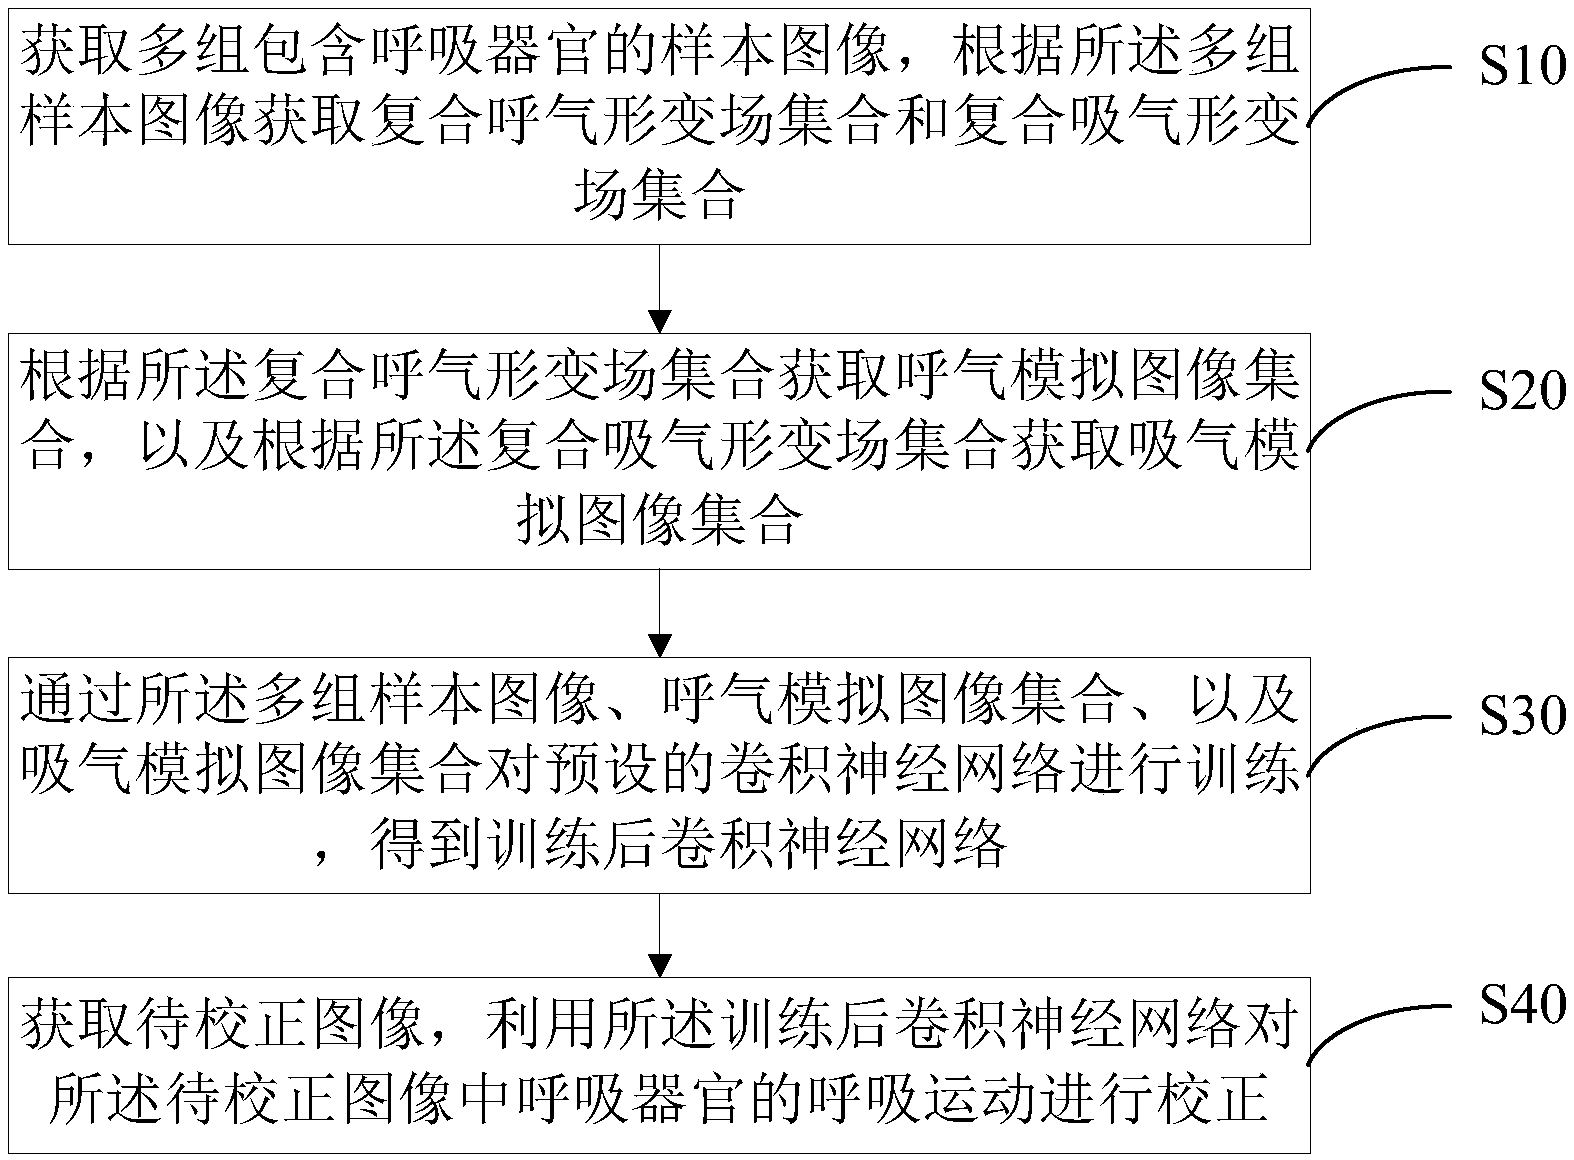 获取多组包含呼吸器官的样本图像，根据所述多组
样本图像获取复合呼气形变场集合和复合吸气形变
场集合
S10
根据所述复合呼气形变场集合获取呼气模拟图像集
合，以及根据所述复合吸气形变场集合获取吸气模
拟图像集合
S20
通过所述多组样本图像、呼气模拟图像集合、以及
吸气模拟图像集合对预设的卷积神经网络进行训练
，得到训练后卷积神经网络
S30
获取待校正图像，利用所述训练后卷积神经网络对
所述待校正图像中呼吸器官的呼吸运动进行校正
S40